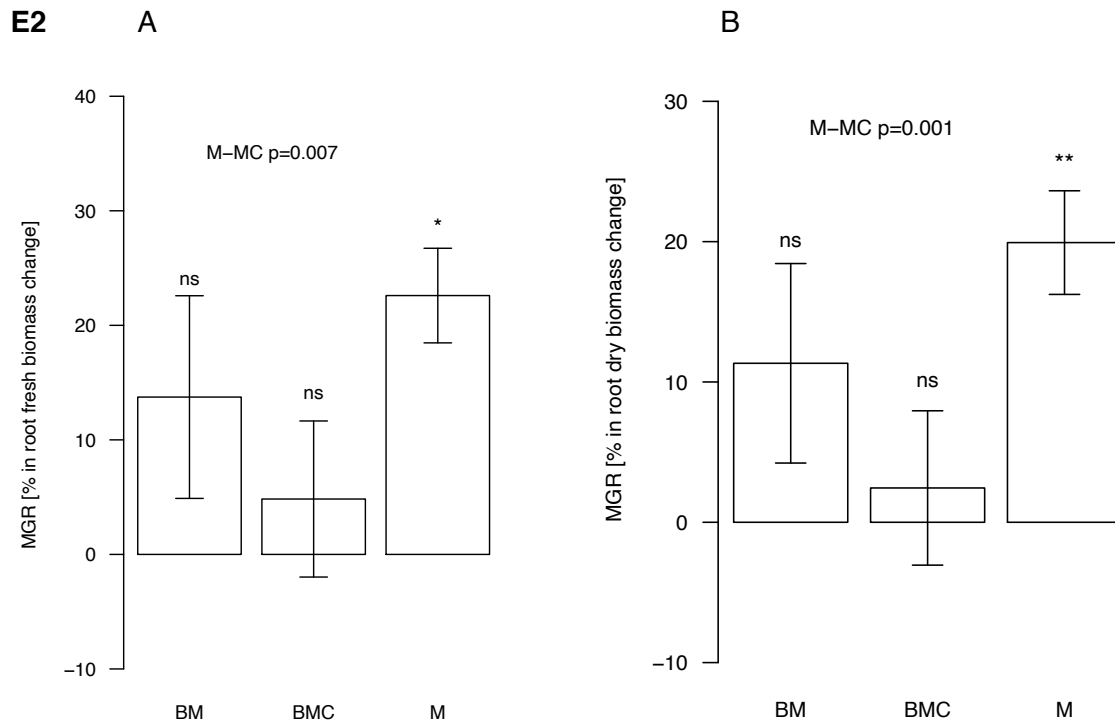 E2
A
MGR [% in root fresh biomass change]
40
30
20
10
0
−10
M−MC p=0.007
ns
ns
*
BM BMC M
B
MGR [% in root dry biomass change]
30
20
10
0
−10
M−MC p=0.001
ns
ns
**
BM BMC M